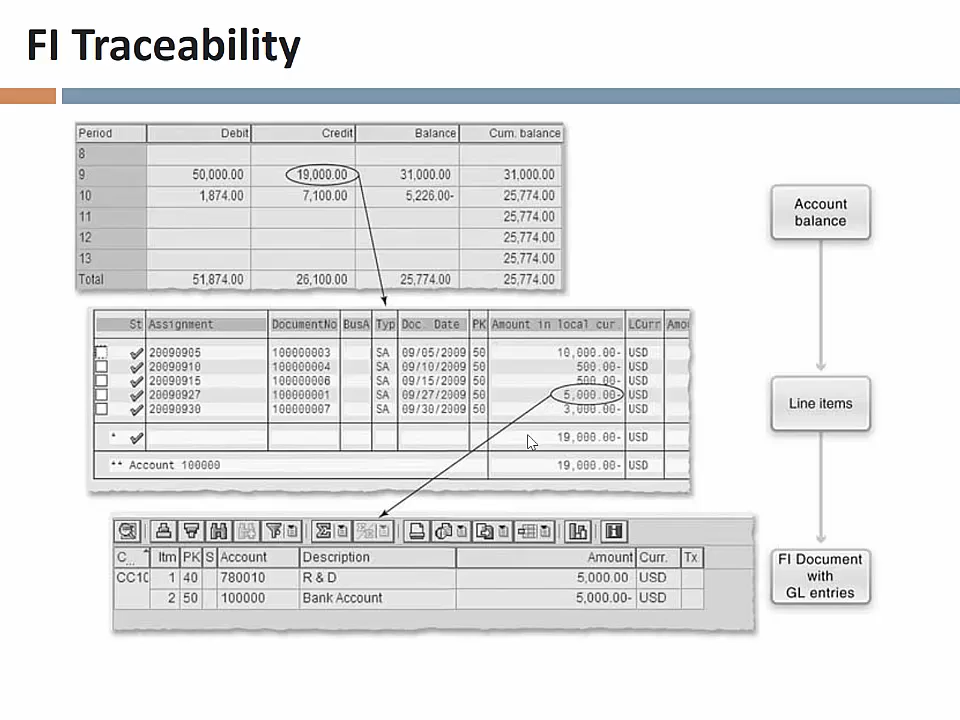 FI Traceability
Period Debit Credit Balance Cum. balance
8
9 50,000.00 19,000.00 31,000.00 31,000.00
10 1,874.00 7,100.00 5,226.00- 25,774.00
11 25,774.00
12 25,774.00
13 25,774.00
Total 51,874.00 26,100.00 25,774.00 25,774.00
St Assignment DocumentNo BusA Typ Doc. Date PK Amount in local cur. LCurr Amou
20090905 100000003 SA 09/05/2009 50 10,000.00- USD
20090910 100000004 SA 09/10/2009 50 500.00- USD
20090915 100000006 SA 09/15/2009 50 500.00- USD
20090927 100000001 SA 09/27/2009 50 5,000.00- USD
20090930 100000007 SA 09/30/2009 50 3,000.00- USD
* 19,000.00- USD
** Account 100000 19,000.00- USD
C... Itm PK S Account Description Amount Curr. Tx
CC10 1 40 780010 R & D 5,000.00 USD
2 50 100000 Bank Account 5,000.00- USD
Account
balance
Line items
FI Document
with
GL entries